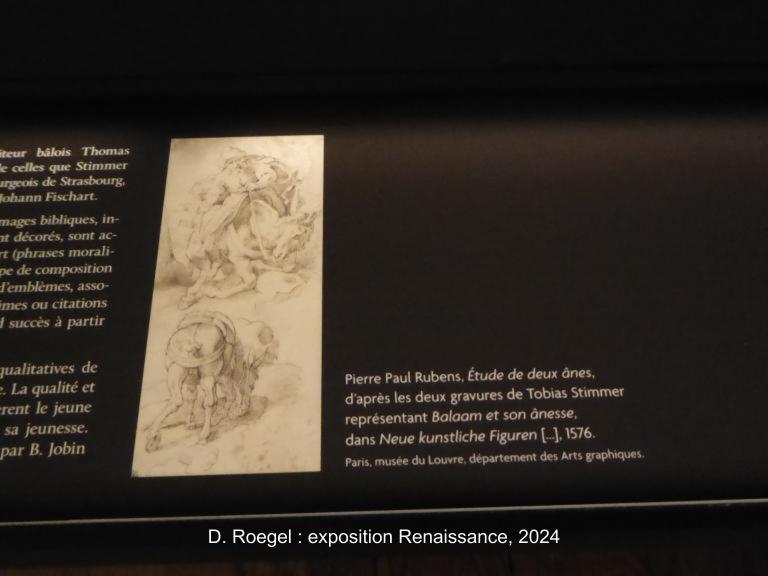 iteur bâlois Thomas
de celles que Stimmer
urgeois de Strasbourg,
Johann Fischart.
mages bibliques, in-
nt décorés, sont ac-
rt (phrases morali-
pe de composition
d'emblèmes, asso-
imes ou citations
d succès à partir
qualitatives de
e. La qualité et
rent le jeune
sa jeunesse.
par B. Jobin
Pierre Paul Rubens, Étude de deux ânes,
d'après les deux gravures de Tobias Stimmer
représentant Balaam et son ânesse,
dans Neue kunstliche Figuren [...], 1576.
Paris, musée du Louvre, département des Arts graphiques.
D. Roegel : exposition Renaissance, 2024